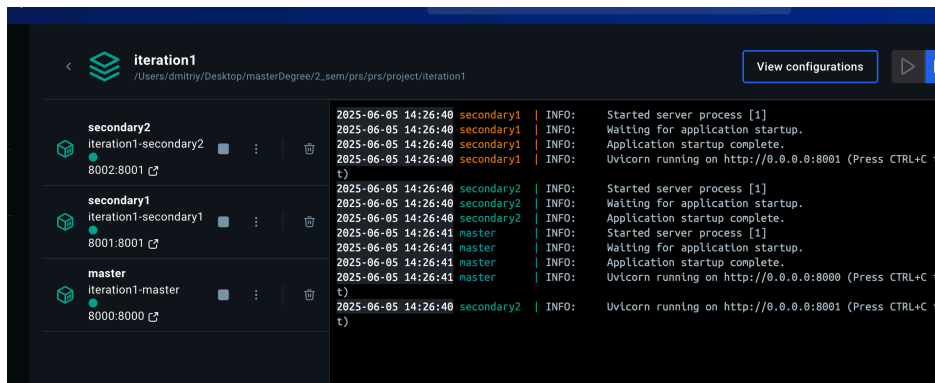 iteration1
/Users/dmitriy/Desktop/masterDegree/2_sem/prs/prs/project/iteration1
View configurations
secondary2
iteration1-secondary2
8002:8001
secondary1
iteration1-secondary1
8001:8001
master
iteration1-master
8000:8000
2025-06-05 14:26:40 secondary1 | INFO: Started server process [1]
2025-06-05 14:26:40 secondary1 | INFO: Waiting for application startup.
2025-06-05 14:26:40 secondary1 | INFO: Application startup complete.
2025-06-05 14:26:40 secondary1 | INFO: Uvicorn running on http://0.0.0.0:8001 (Press CTRL+C
t)
2025-06-05 14:26:40 secondary2 | INFO: Started server process [1]
2025-06-05 14:26:40 secondary2 | INFO: Waiting for application startup.
2025-06-05 14:26:40 secondary2 | INFO: Application startup complete.
2025-06-05 14:26:41 master | INFO: Started server process [1]
2025-06-05 14:26:41 master | INFO: Waiting for application startup.
2025-06-05 14:26:41 master | INFO: Application startup complete.
2025-06-05 14:26:41 master | INFO: Uvicorn running on http://0.0.0.0:8000 (Press CTRL+C
t)
2025-06-05 14:26:40 secondary2 | INFO: Uvicorn running on http://0.0.0.0:8001 (Press CTRL+C
t)